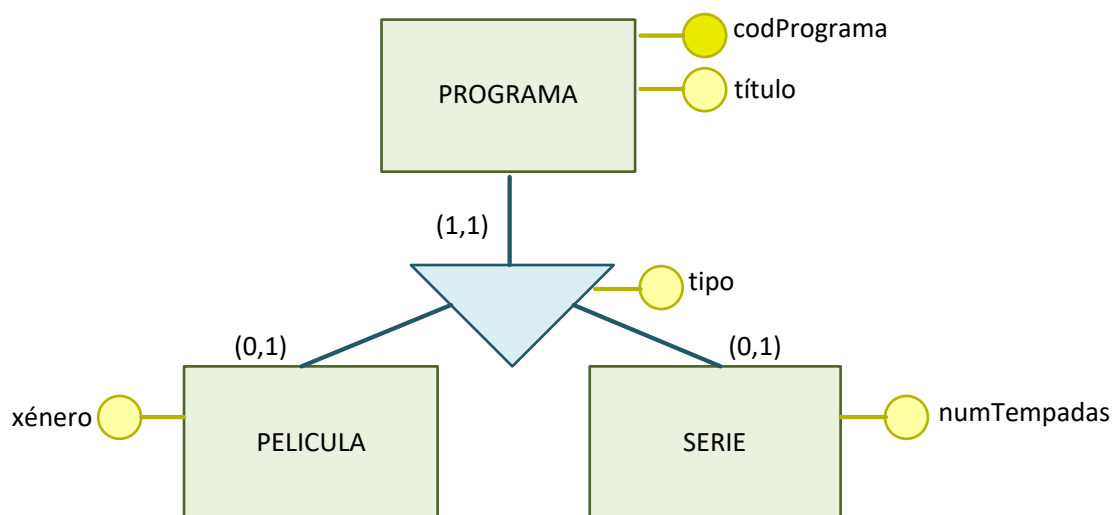 codPrograma
PROGRAMA
título
(1,1)
tipo
(0,1)
(0,1)
xénero
PELICULA
SERIE
numTempadas